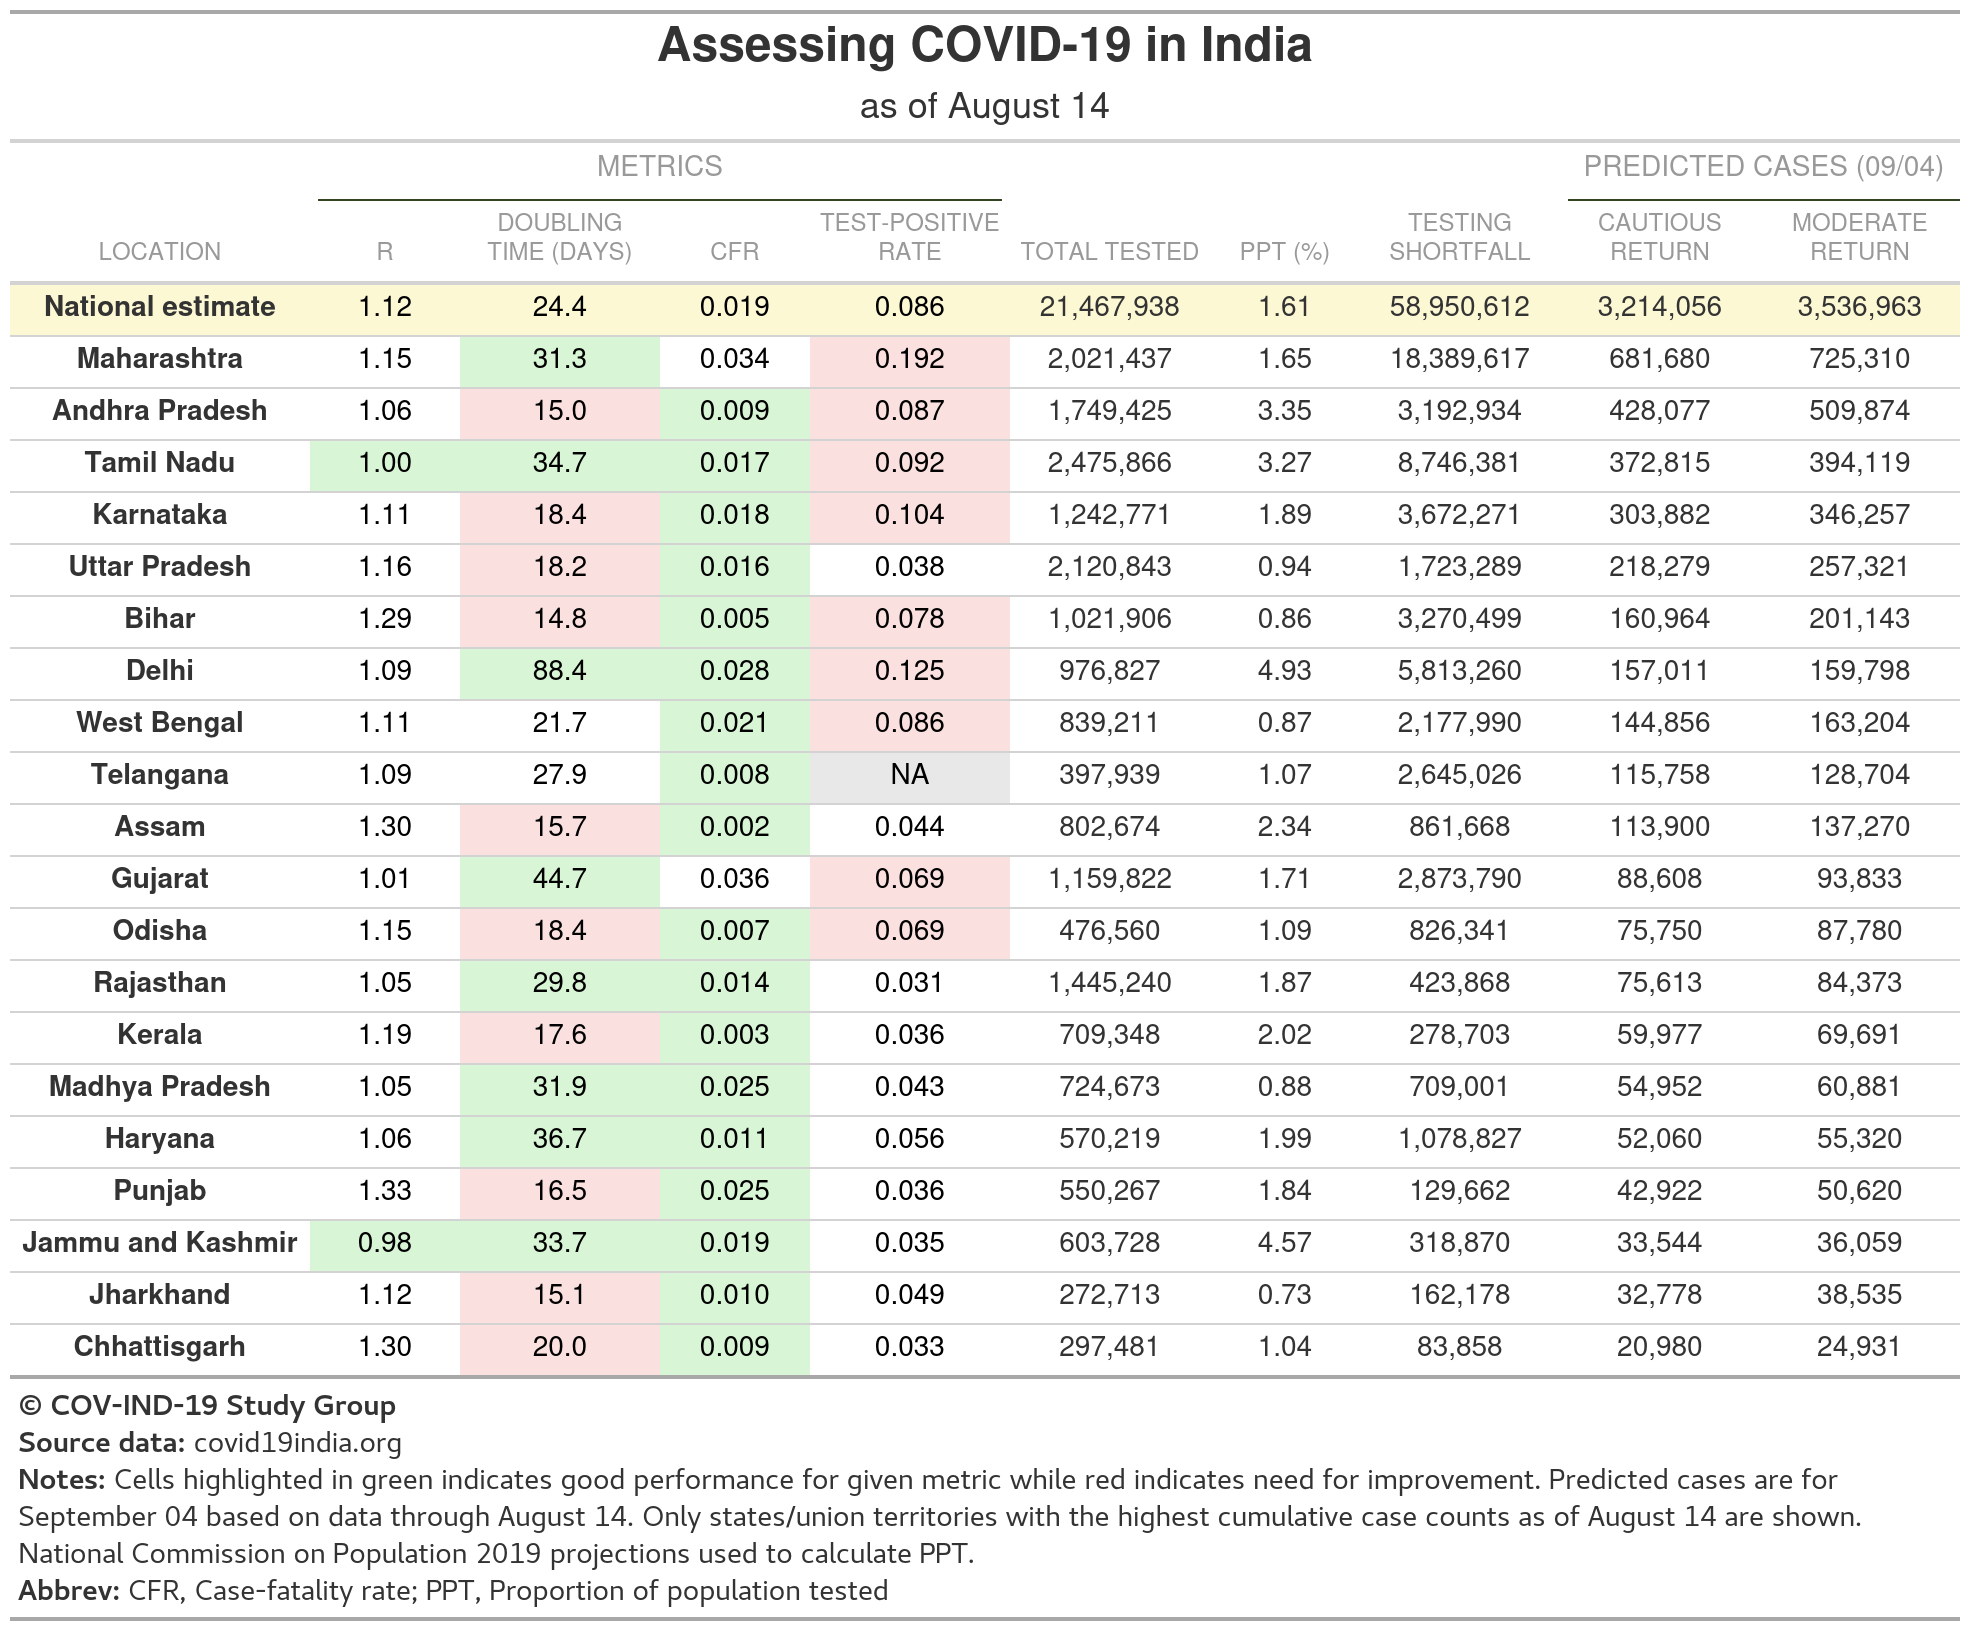 Assessing COVID-19 in India
as of August 14
METRICS PREDICTED CASES (09/04)
LOCATION R DOUBLING TIME (DAYS) CFR TEST-POSITIVE RATE TOTAL TESTED PPT (%) TESTING SHORTFALL CAUTIOUS RETURN MODERATE RETURN
National estimate 1.12 24.4 0.019 0.086 21,467,938 1.61 58,950,612 3,214,056 3,536,963
Maharashtra 1.15 31.3 0.034 0.192 2,021,437 1.65 18,389,617 681,680 725,310
Andhra Pradesh 1.06 15.0 0.009 0.087 1,749,425 3.35 3,192,934 428,077 509,874
Tamil Nadu 1.00 34.7 0.017 0.092 2,475,866 3.27 8,746,381 372,815 394,119
Karnataka 1.11 18.4 0.018 0.104 1,242,771 1.89 3,672,271 303,882 346,257
Uttar Pradesh 1.16 18.2 0.016 0.038 2,120,843 0.94 1,723,289 218,279 257,321
Bihar 1.29 14.8 0.005 0.078 1,021,906 0.86 3,270,499 160,964 201,143
Delhi 1.09 88.4 0.028 0.125 976,827 4.93 5,813,260 157,011 159,798
West Bengal 1.11 21.7 0.021 0.086 839,211 0.87 2,177,990 144,856 163,204
Telangana 1.09 27.9 0.008 NA 397,939 1.07 2,645,026 115,758 128,704
Assam 1.30 15.7 0.002 0.044 802,674 2.34 861,668 113,900 137,270
Gujarat 1.01 44.7 0.036 0.069 1,159,822 1.71 2,873,790 88,608 93,833
Odisha 1.15 18.4 0.007 0.069 476,560 1.09 826,341 75,750 87,780
Rajasthan 1.05 29.8 0.014 0.031 1,445,240 1.87 423,868 75,613 84,373
Kerala 1.19 17.6 0.003 0.036 709,348 2.02 278,703 59,977 69,691
Madhya Pradesh 1.05 31.9 0.025 0.043 724,673 0.88 709,001 54,952 60,881
Haryana 1.06 36.7 0.011 0.056 570,219 1.99 1,078,827 52,060 55,320
Punjab 1.33 16.5 0.025 0.036 550,267 1.84 129,662 42,922 50,620
Jammu and Kashmir 0.98 33.7 0.019 0.035 603,728 4.57 318,870 33,544 36,059
Jharkhand 1.12 15.1 0.010 0.049 272,713 0.73 162,178 32,778 38,535
Chhattisgarh 1.30 20.0 0.009 0.033 297,481 1.04 83,858 20,980 24,931
© COV-IND-19 Study Group
Source data: covid19india.org
Notes: Cells highlighted in green indicates good performance for given metric while red indicates need for improvement. Predicted cases are for
September 04 based on data through August 14. Only states/union territories with the highest cumulative case counts as of August 14 are shown.
National Commission on Population 2019 projections used to calculate PPT.
Abbrev: CFR, Case-fatality rate; PPT, Proportion of population tested